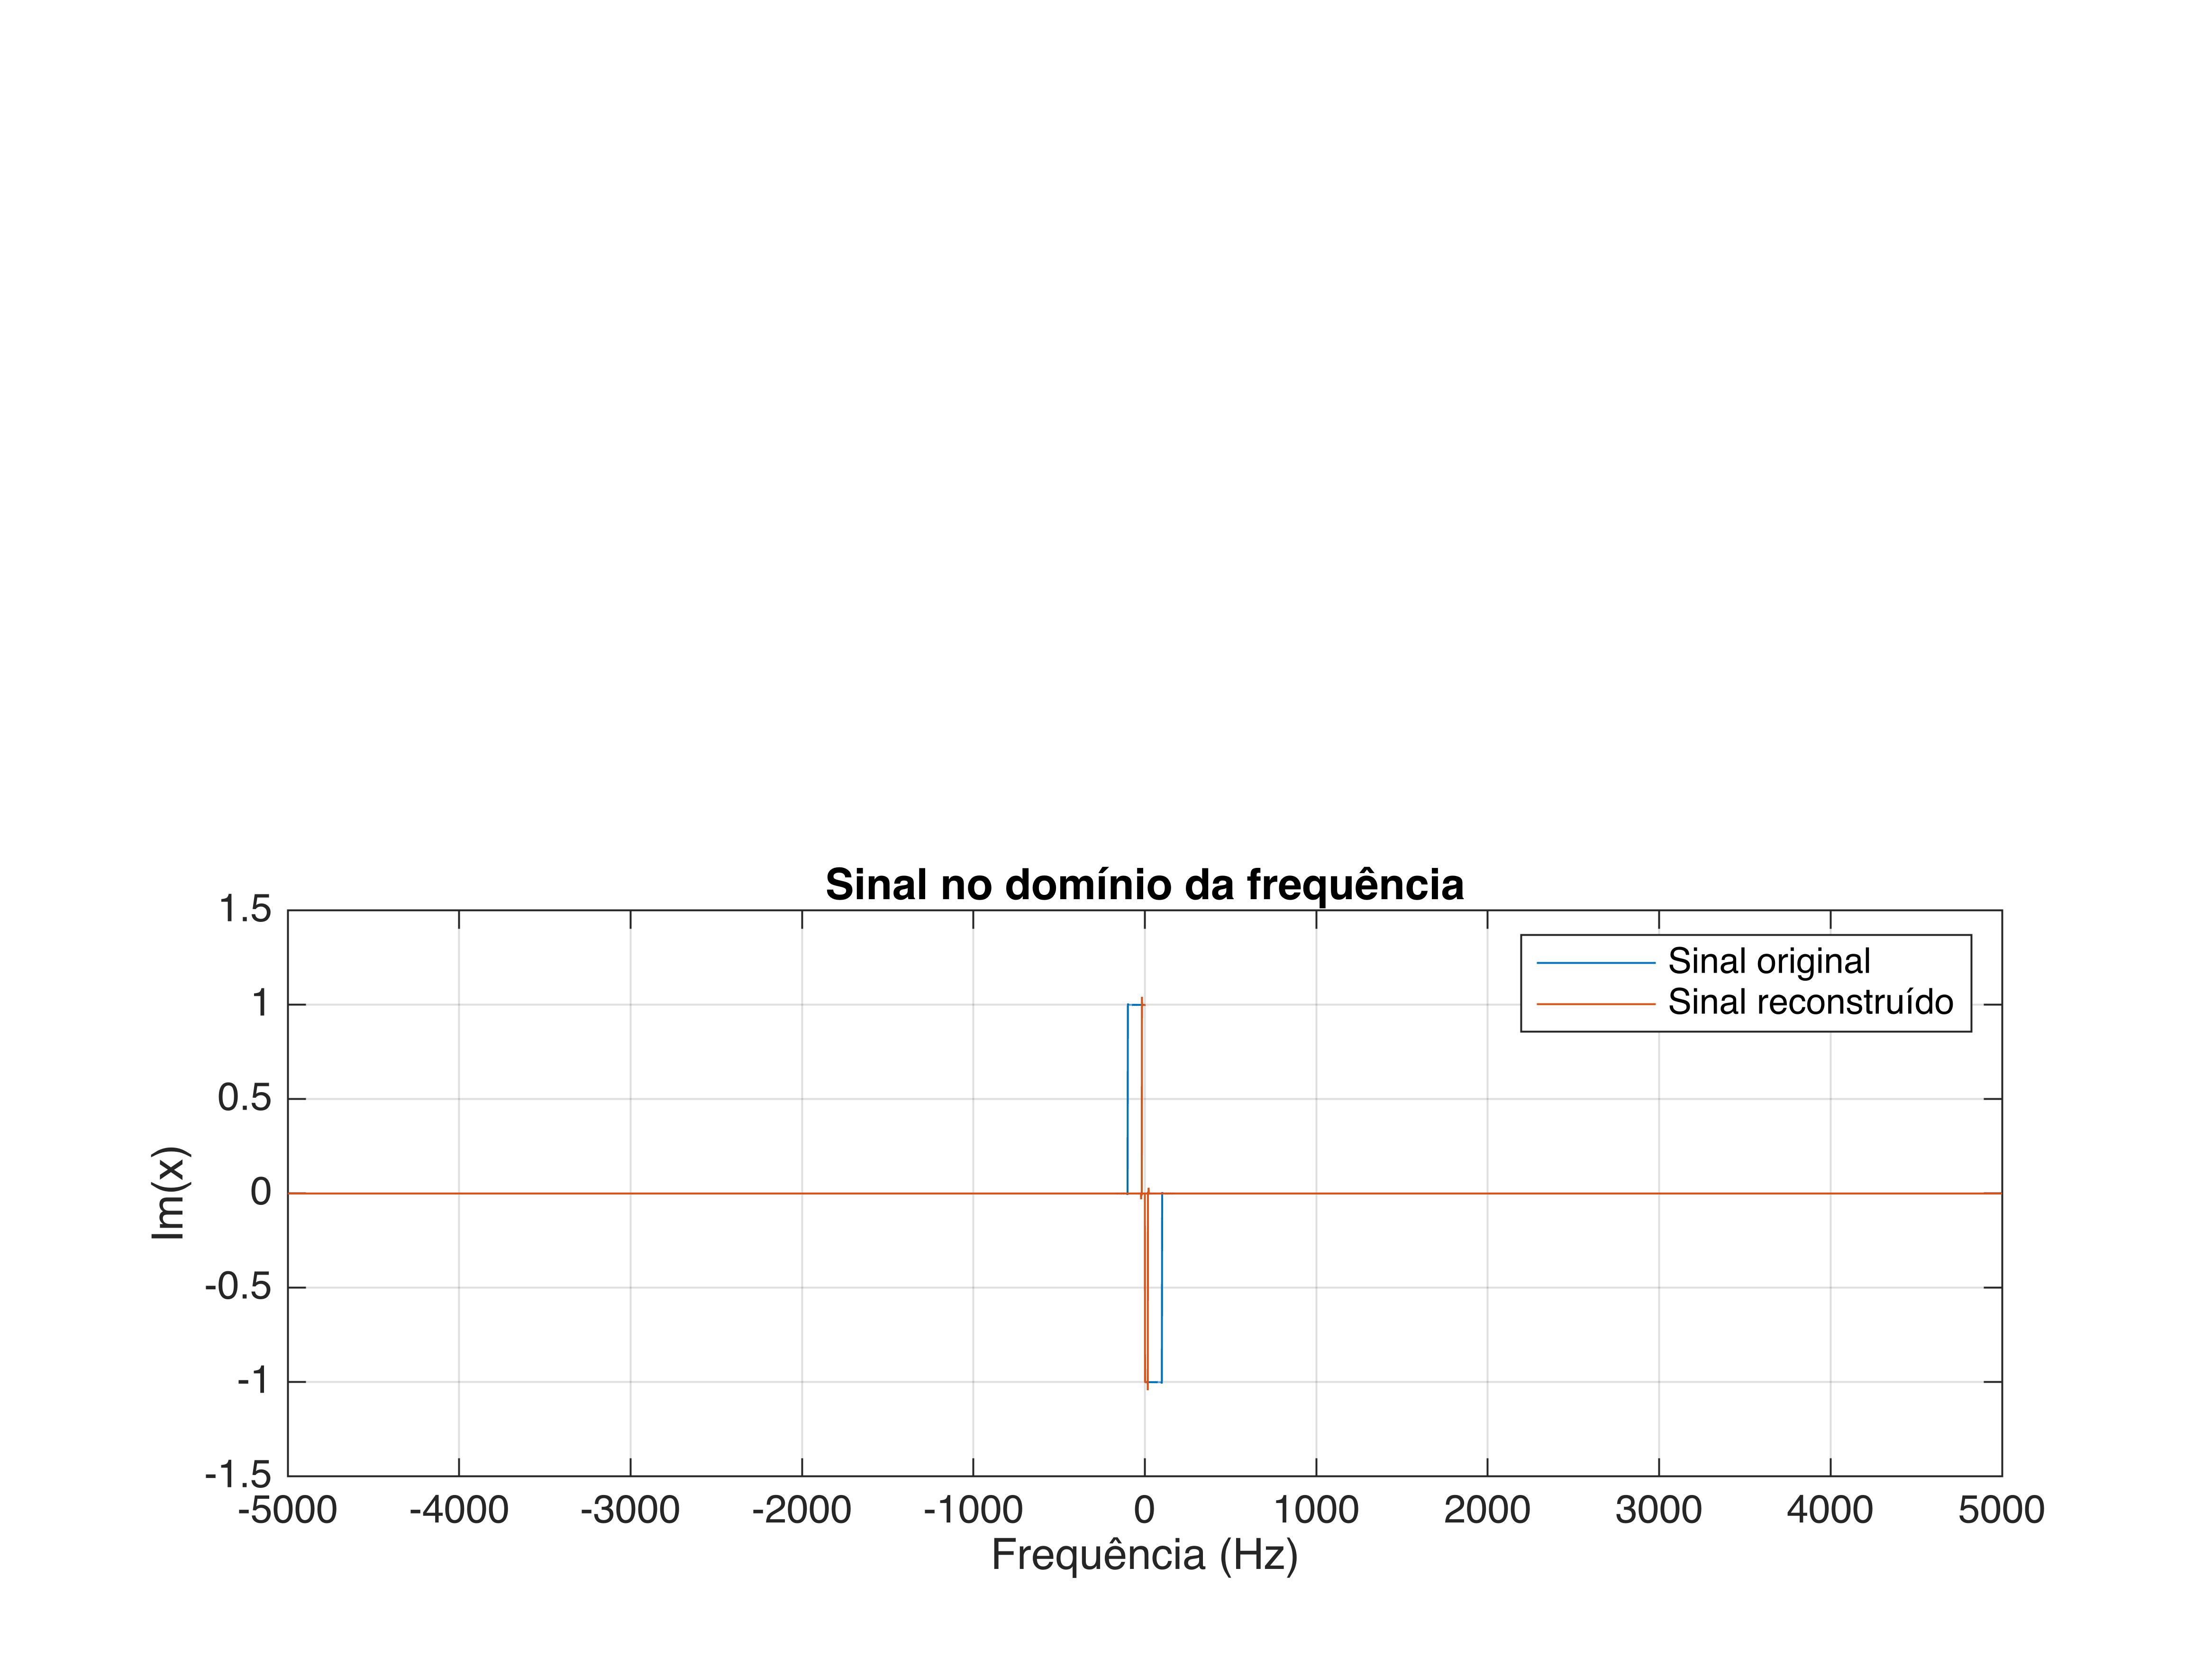 Sinal no domínio da frequência
1.5
1
0.5
0
-0.5
-1
-1.5
Im(x)
Sinal original
Sinal reconstruído
-5000 -4000 -3000 -2000 -1000 0 1000 2000 3000 4000 5000
Frequência (Hz)